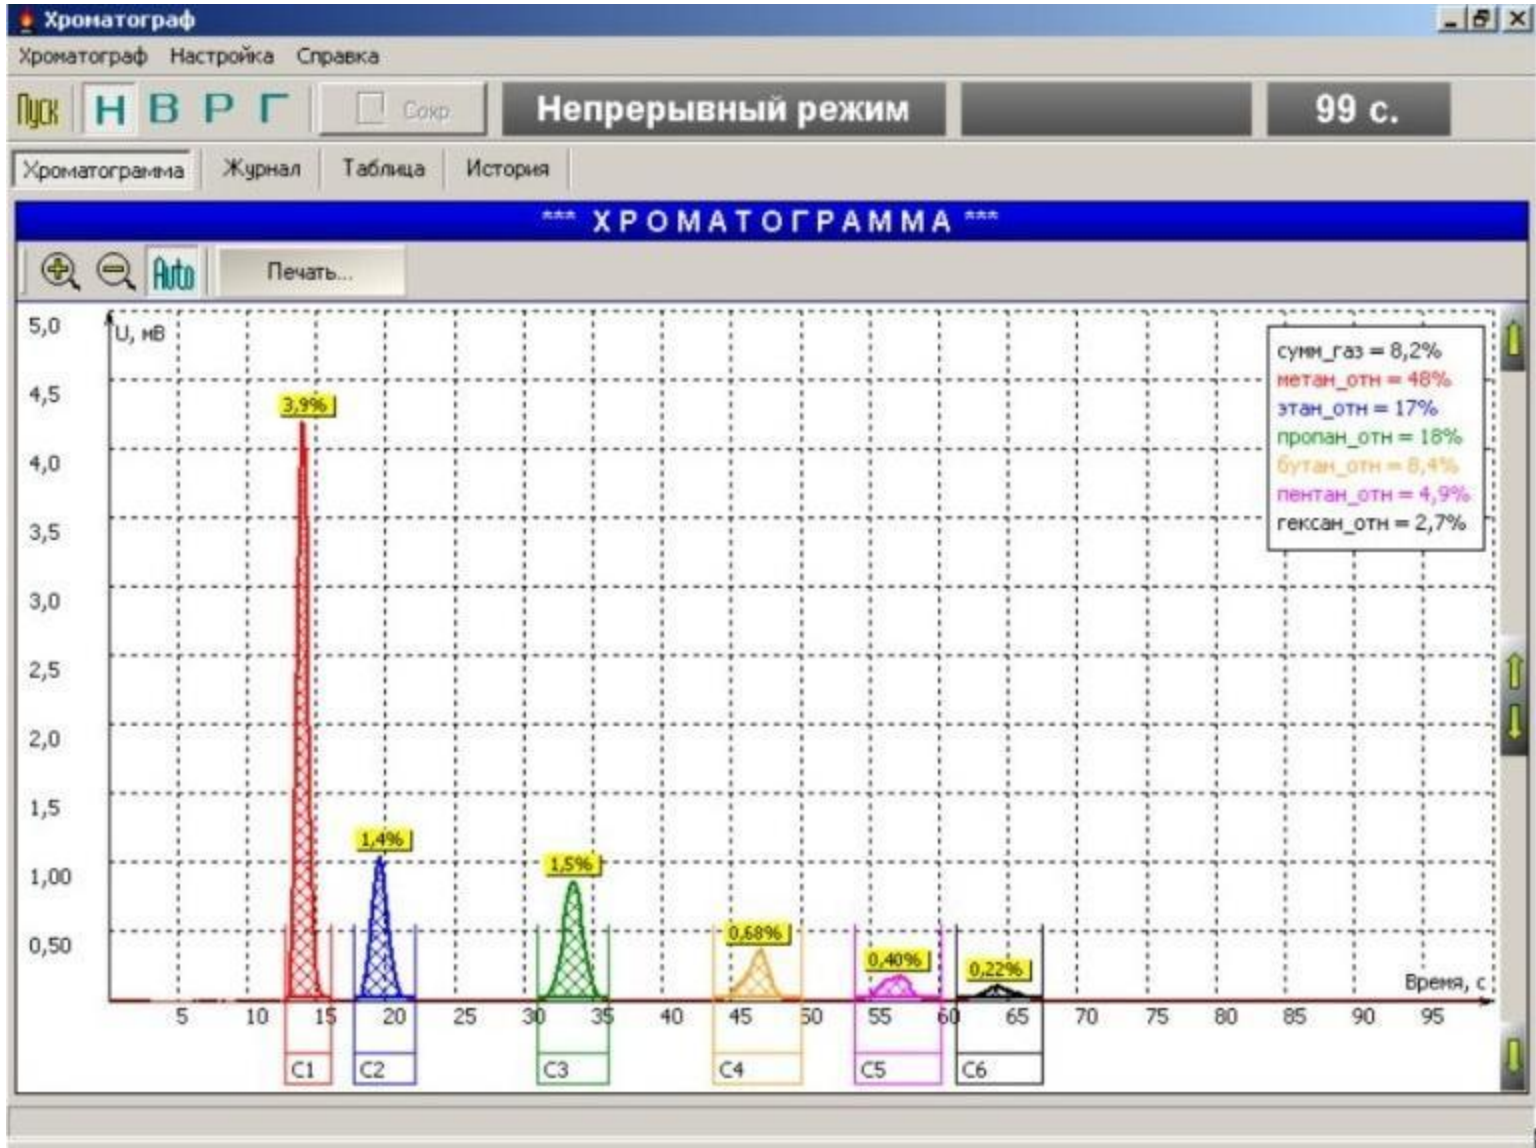 Хроматограф
Хроматограф Настройка Справка
Пуск Н В Р Г Сохр Непрерывный режим 99 с.
Хроматограмма Журнал Таблица История
*** ХРОМАТОГРАММА ***
Auto Печать...
U, мВ
5,0
4,5
4,0
3,5
3,0
2,5
2,0
1,5
1,00
0,50
сумм_газ = 8,2%
метан_отн = 48%
этан_отн = 17%
пропан_отн = 18%
бутан_отн = 8,4%
пентан_отн = 4,9%
гексан_отн = 2,7%
3,9%
1,4%
1,5%
0,68%
0,40%
0,22%
Время, с
5 10 15 20 25 30 35 40 45 50 55 60 65 70 75 80 85 90 95
C1 C2 C3 C4 C5 C6